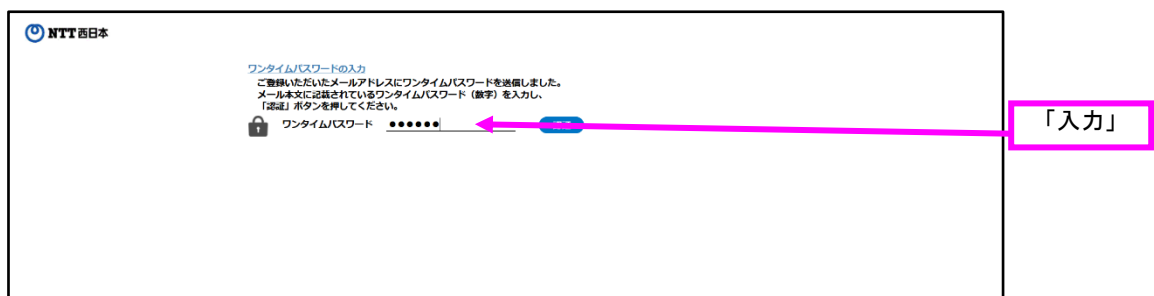 NTT西日本
ワンタイムパスワードの入力
ご登録いただいたメールアドレスにワンタイムパスワードを送信しました。
メール本文に記載されているワンタイムパスワード（数字）を入力し、
「認証」ボタンを押してください。
ワンタイムパスワード ●●●●●●
「入力」